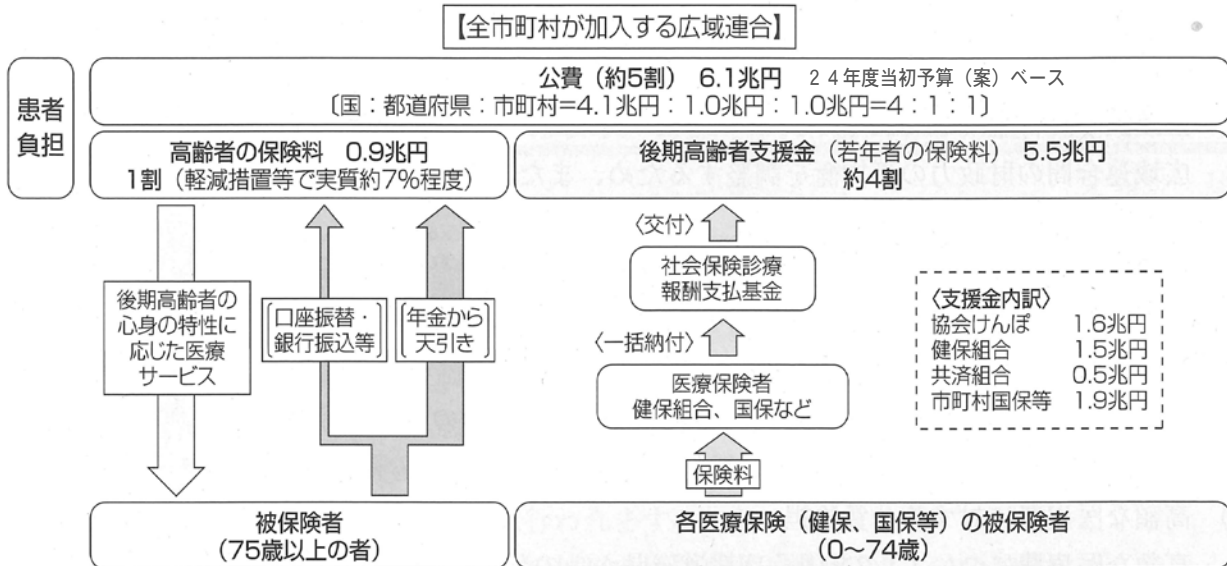 【全市町村が加入する広域連合】
患者
負担
公費（約5割） 6.1兆円 ２４年度当初予算（案）ベース
〔国：都道府県：市町村＝4.1兆円：1.0兆円：1.0兆円＝4：1：1〕
高齢者の保険料 0.9兆円
1割（軽減措置等で実質約7%程度）
後期高齢者支援金（若年者の保険料） 5.5兆円
約4割
後期高齢者の
心身の特性に
応じた医療
サービス
口座振替・
銀行振込等
年金から
天引き
〈交付〉
社会保険診療
報酬支払基金
〈一括納付〉
医療保険者
健保組合、国保など
保険料
〈支援金内訳〉
協会けんぽ 1.6兆円
健保組合 1.5兆円
共済組合 0.5兆円
市町村国保等 1.9兆円
被保険者
（75歳以上の者）
各医療保険（健保、国保等）の被保険者
（0〜74歳）